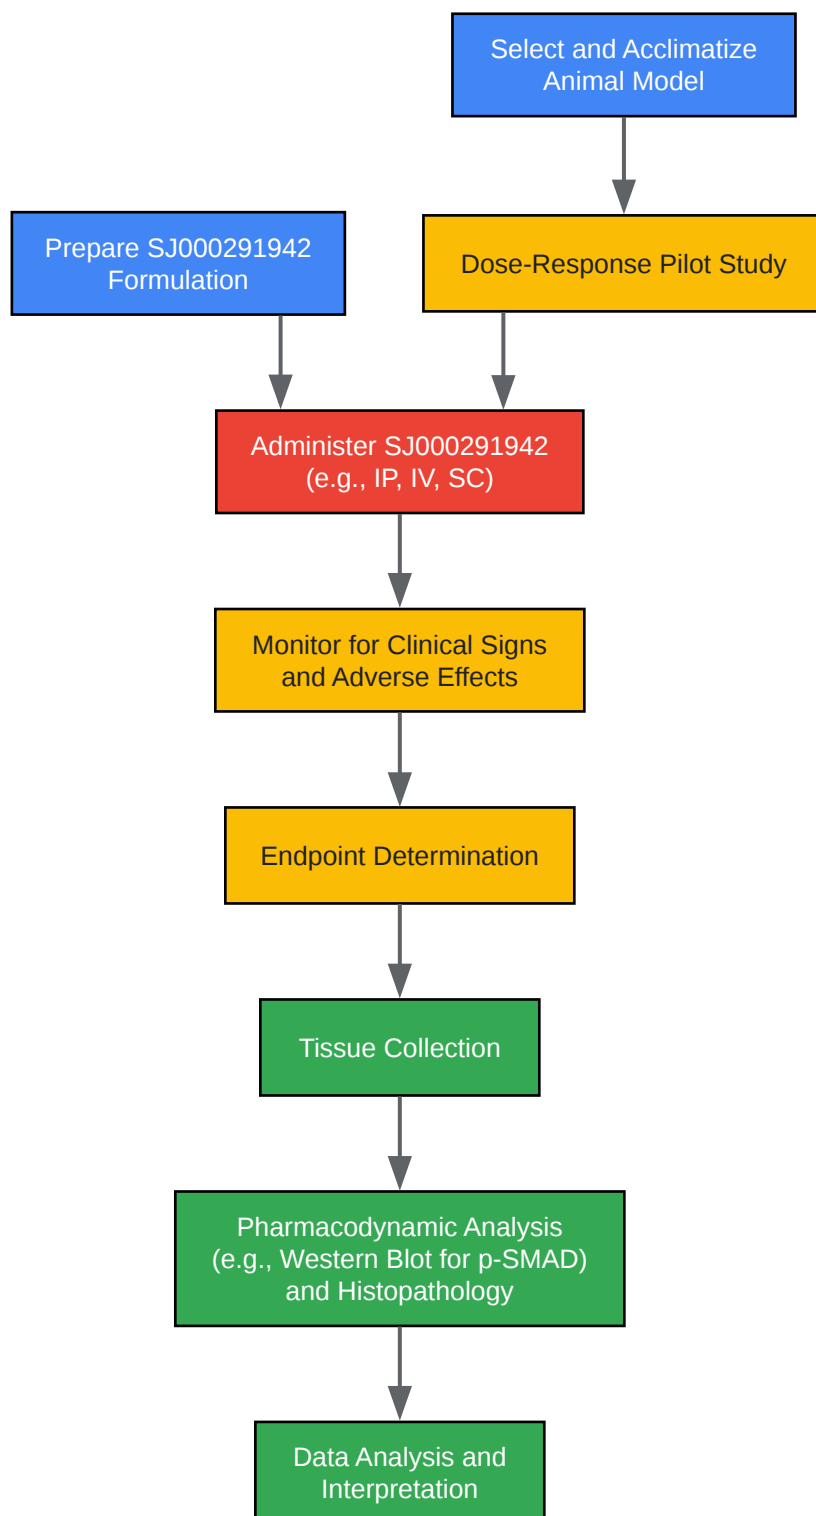 Select and Acclimatize
Animal Model
Prepare SJ000291942
Formulation
Dose-Response Pilot Study
Administer SJ000291942
(e.g., IP, IV, SC)
Monitor for Clinical Signs
and Adverse Effects
Endpoint Determination
Tissue Collection
Pharmacodynamic Analysis
(e.g., Western Blot for p-SMAD)
and Histopathology
Data Analysis and
Interpretation